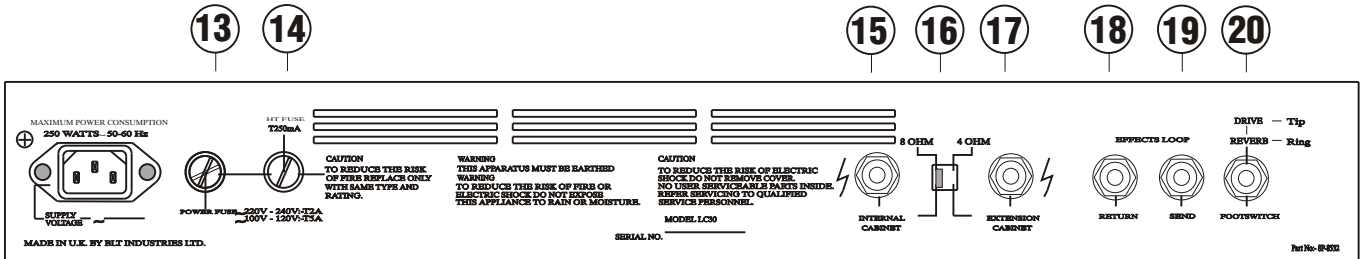 13 14 15 16 17 18 19 20
MAXIMUM POWER CONSUMPTION
250 WATTS 50-60 Hz
SUPPLY
VOLTAGE ~
MADE IN U.K. BY BLT INDUSTRIES LTD.
HT FUSE
T250mA
POWER FUSE
~220V - 240V:-T2A
~100V - 120V:-T5A
CAUTION
TO REDUCE THE RISK
OF FIRE REPLACE ONLY
WITH SAME TYPE AND
RATING.
WARNING
THIS APPARATUS MUST BE EARTHED
WARNING
TO REDUCE THE RISK OF FIRE OR
ELECTRIC SHOCK DO NOT EXPOSE
THIS APPLIANCE TO RAIN OR MOISTURE.
CAUTION
TO REDUCE THE RISK OF ELECTRIC
SHOCK DO NOT REMOVE COVER.
NO USER SERVICEABLE PARTS INSIDE.
REFER SERVICING TO QUALIFIED
SERVICE PERSONNEL.
MODEL LC30
SERIAL NO.
8 OHM 4 OHM
INTERNAL
CABINET
EXTENSION
CABINET
EFFECTS LOOP
RETURN SEND
DRIVE — Tip
REVERB — Ring
FOOTSWITCH
Part No:- SP-8532